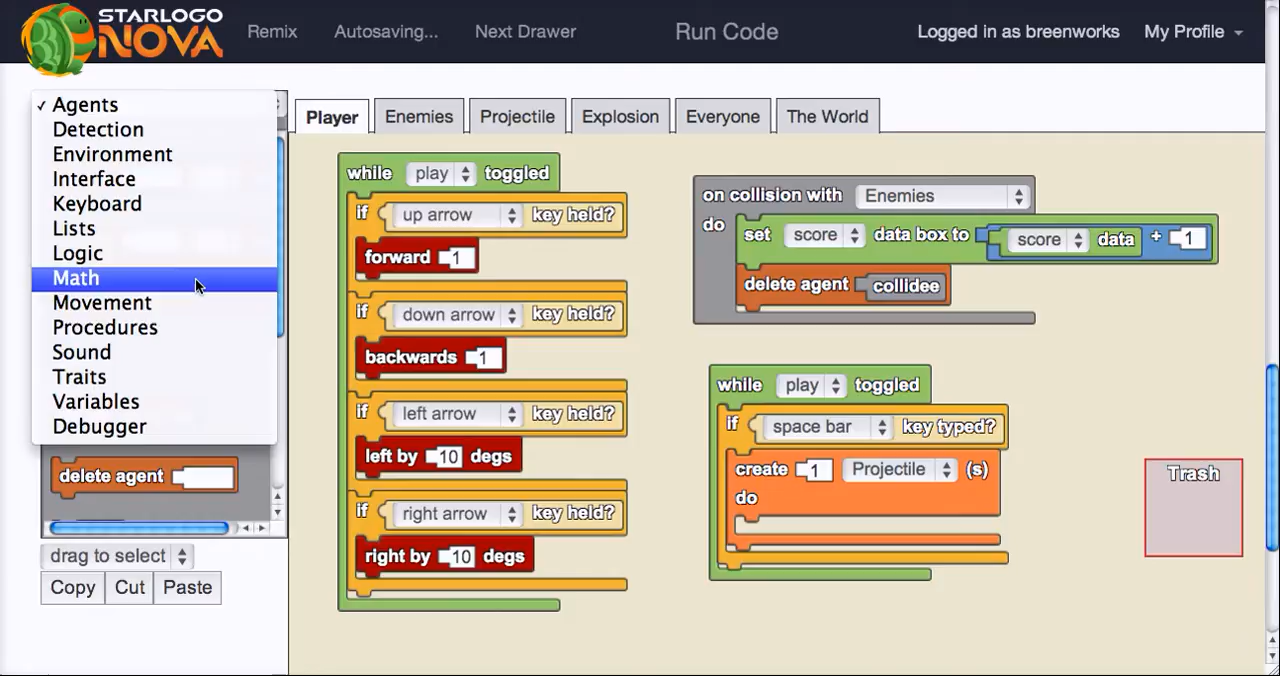 STARLOGO
NOVA
Remix Autosaving... Next Drawer Run Code Logged in as breenworks My Profile
✓ Agents
Detection
Environment
Interface
Keyboard
Lists
Logic
Math
Movement
Procedures
Sound
Traits
Variables
Debugger
delete agent
drag to select
Copy Cut Paste
Player Enemies Projectile Explosion Everyone The World
while play toggled
if up arrow key held?
forward 1
if down arrow key held?
backwards 1
if left arrow key held?
left by 10 degs
if right arrow key held?
right by 10 degs
on collision with Enemies
do set score data box to score data + 1
delete agent collidee
while play toggled
if space bar key typed?
create 1 Projectile (s)
do
Trash